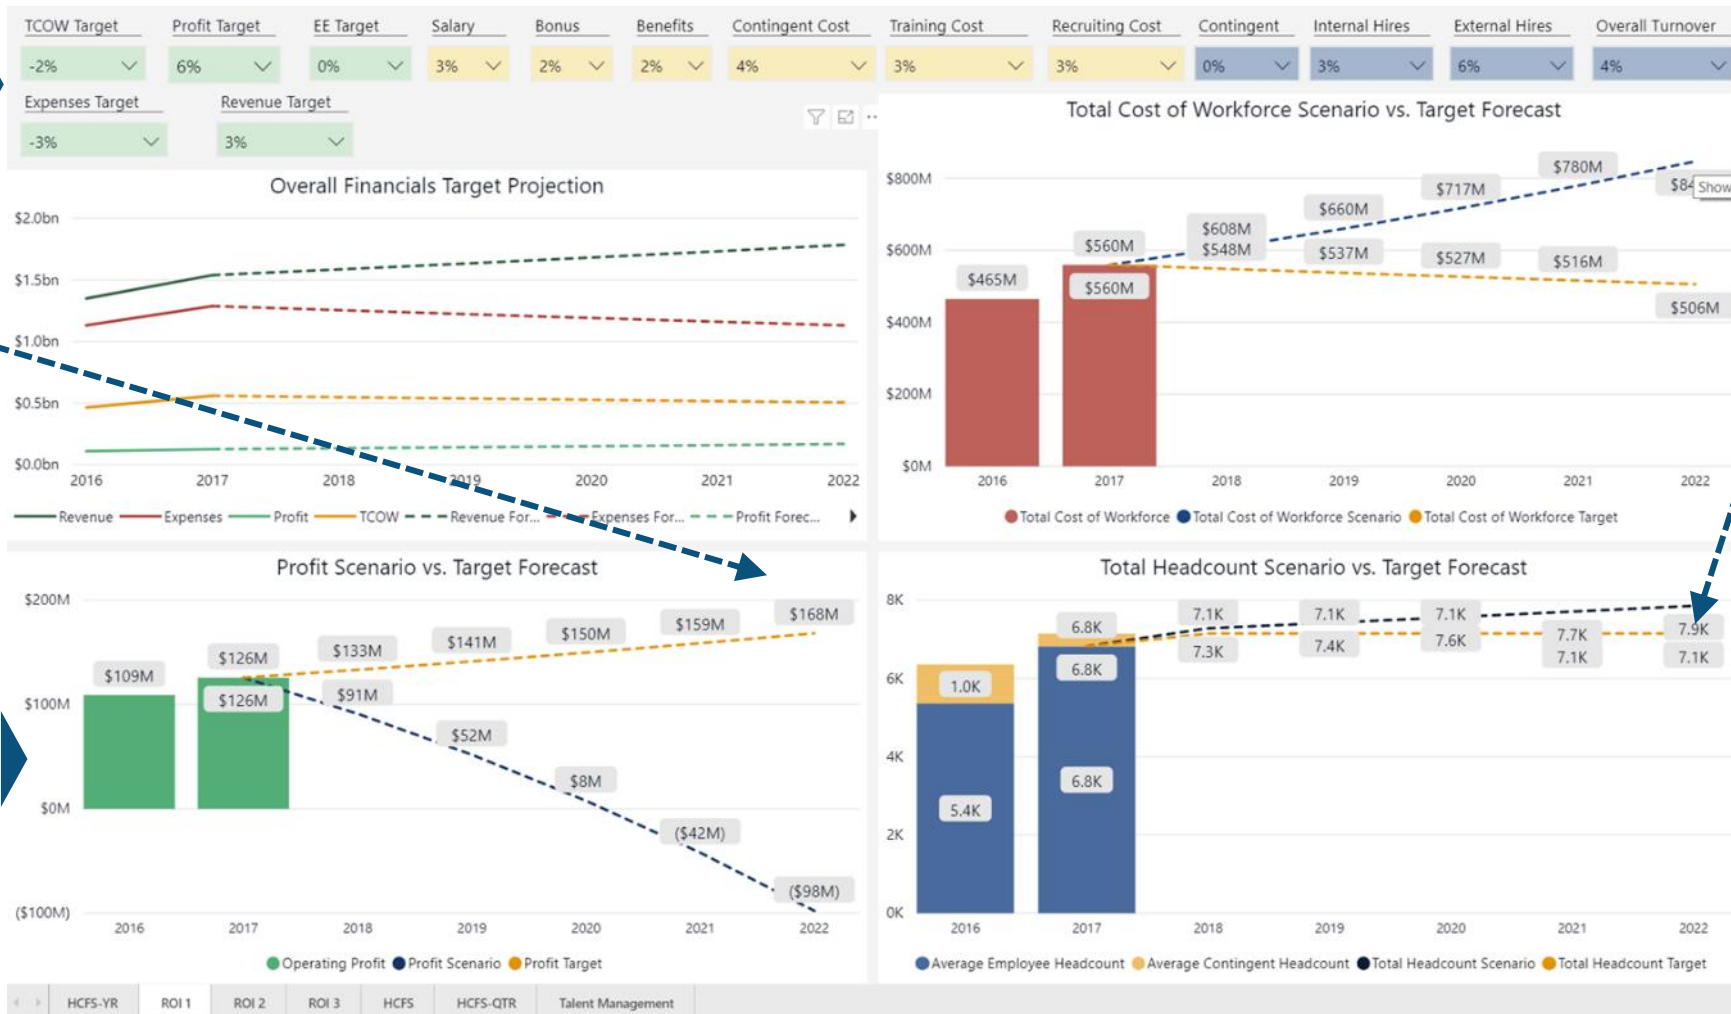 TCOW Target Profit Target EE Target Salary Bonus Benefits Contingent Cost Training Cost Recruiting Cost Contingent Internal Hires External Hires Overall Turnover
-2% 6% 0% 3% 2% 2% 4% 3% 3% 0% 3% 6% 4%
Expenses Target Revenue Target
-3% 3%
Overall Financials Target Projection
$2.0bn
$1.5bn
$1.0bn
$0.5bn
$0.0bn
2016 2017 2018 2019 2020 2021 2022
Revenue Expenses Profit TCOW Revenue For... Expenses For... Profit Forec...
Total Cost of Workforce Scenario vs. Target Forecast
$800M
$600M
$400M
$200M
$0M
$780M
$84
Show
$717M
$660M
$608M
$560M
$548M
$537M
$527M
$516M
$465M
$560M
$506M
2016 2017 2018 2019 2020 2021 2022
Total Cost of Workforce Total Cost of Workforce Scenario Total Cost of Workforce Target
Profit Scenario vs. Target Forecast
$200M
$100M
$0M
($100M)
$168M
$159M
$150M
$141M
$133M
$126M
$109M
$126M
$91M
$52M
$8M
($42M)
($98M)
2016 2017 2018 2019 2020 2021 2022
Operating Profit Profit Scenario Profit Target
Total Headcount Scenario vs. Target Forecast
8K
6K
4K
2K
0K
6.8K 7.1K 7.1K 7.1K
7.3K 7.4K 7.6K 7.7K 7.9K
6.8K 7.1K 7.1K
1.0K
6.8K
5.4K
2016 2017 2018 2019 2020 2021 2022
Average Employee Headcount Average Contingent Headcount Total Headcount Scenario Total Headcount Target
HCFS-YR ROI 1 ROI 2 ROI 3 HCFS HCFS-QTR Talent Management